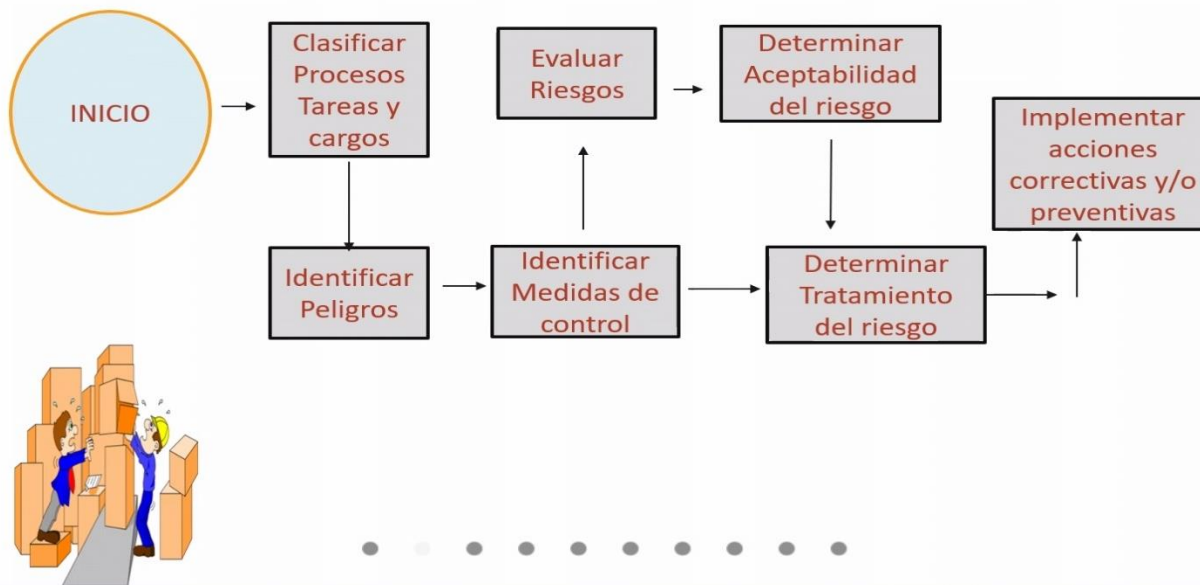 INICIO
Clasificar
Procesos
Tareas y
cargos
Identificar
Peligros
Identificar
Medidas de
control
Evaluar
Riesgos
Determinar
Aceptabilidad
del riesgo
Determinar
Tratamiento
del riesgo
Implementar
acciones
correctivas y/o
preventivas